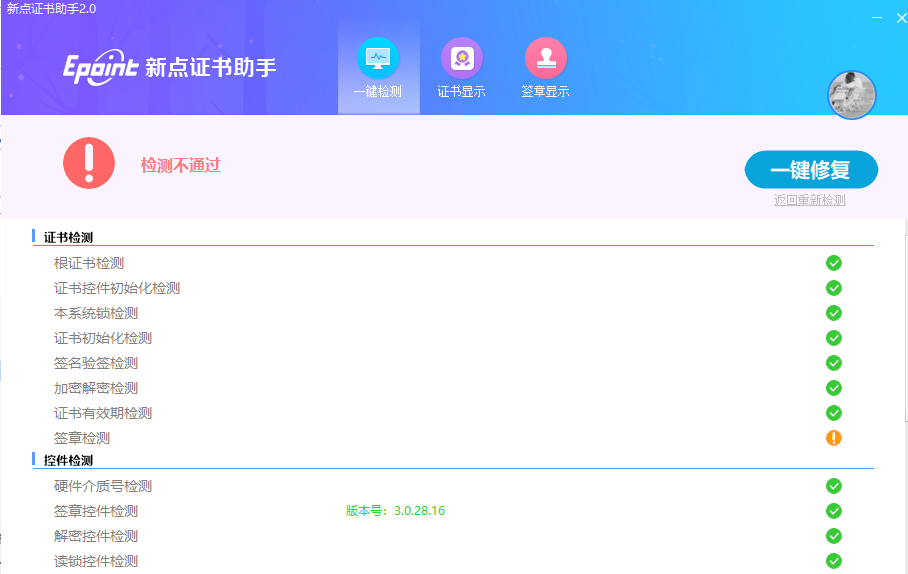 新点证书助手2.0
Epoint 新点证书助手
一键检测 证书显示 签章显示
检测不通过
一键修复
返回重新检测
证书检测
根证书检测
证书控件初始化检测
本系统锁检测
证书初始化检测
签名验签检测
加密解密检测
证书有效期检测
签章检测
控件检测
硬件介质号检测
签章控件检测 版本号：3.0.28.16
解密控件检测
读锁控件检测